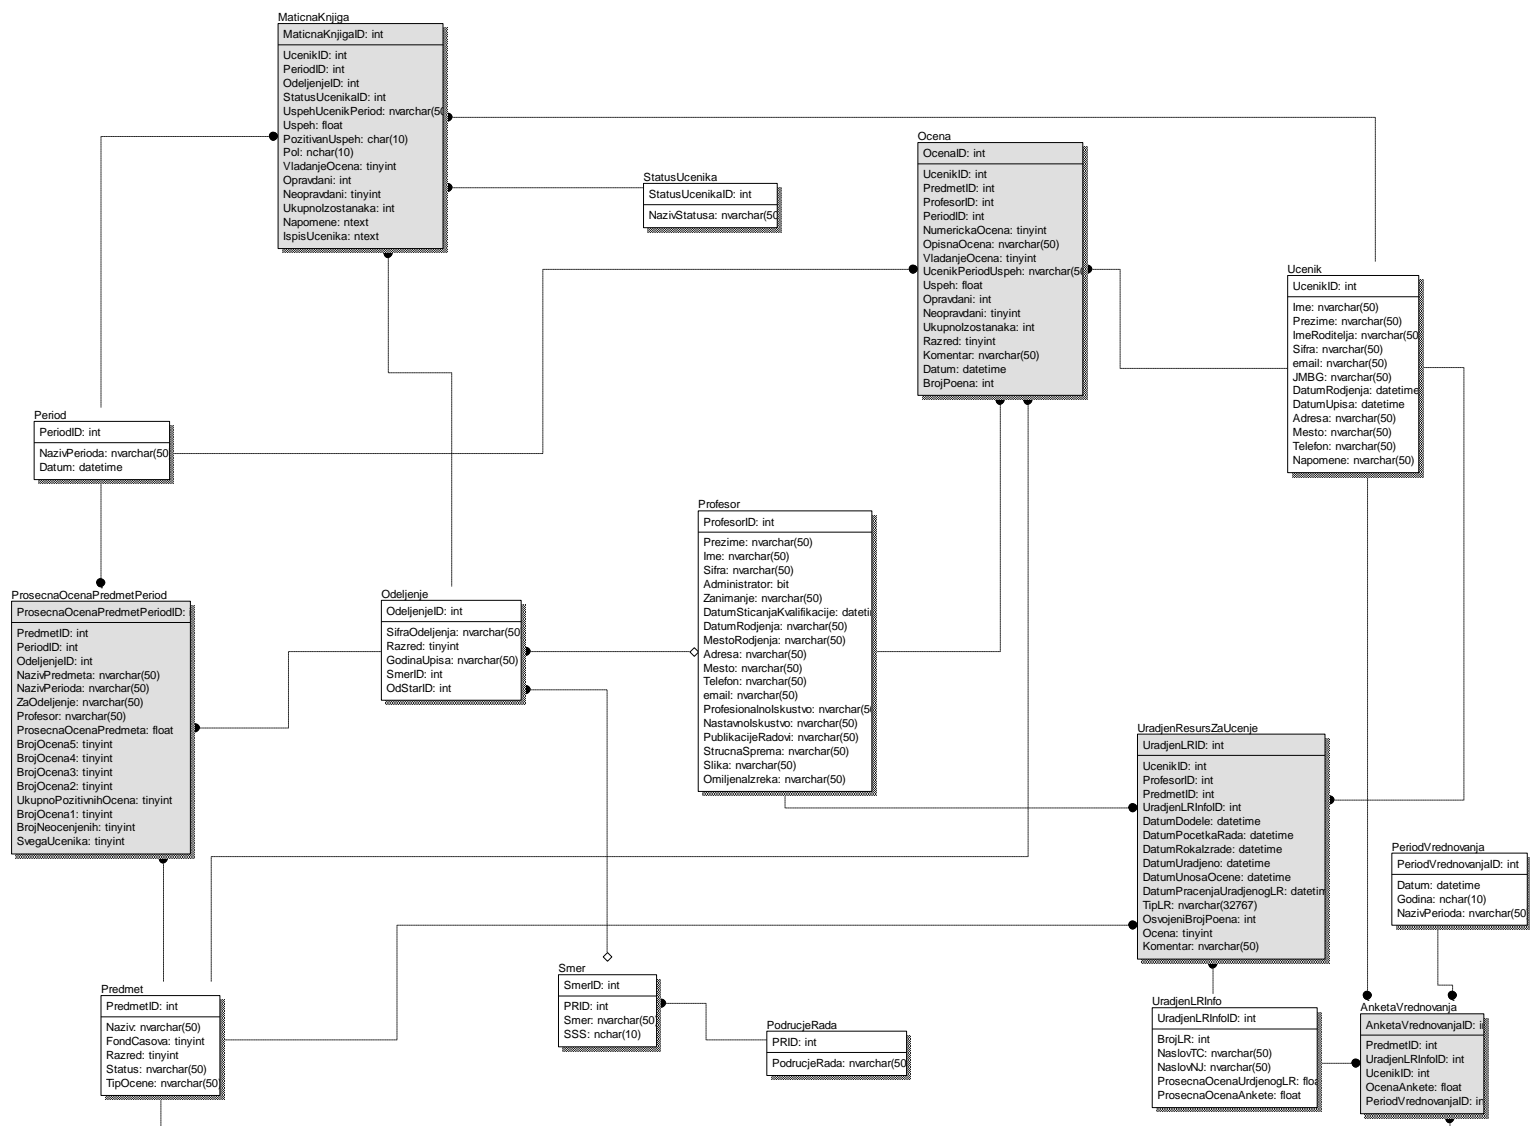 MaticnaKnjiga
MaticnaKnjigaID: int
UcenikID: int
PeriodID: int
OdeljenjeID: int
StatusUcenikaID: int
UspehUcenikPeriod: nvarchar(50
Uspeh: float
PozitivanUspeh: char(10)
Pol: nchar(10)
VladanjeOcena: tinyint
Opravdani: int
Neopravdani: tinyint
UkupnoIzostanaka: int
Napomene: ntext
IspisUcenika: ntext
StatusUcenika
StatusUcenikaID: int
NazivStatusa: nvarchar(50
Ocena
OcenaID: int
UcenikID: int
PredmetID: int
ProfesorID: int
PeriodID: int
NumerickaOcena: tinyint
OpisnaOcena: nvarchar(50)
VladanjeOcena: tinyint
UcenikPeriodUspeh: nvarchar(50
Uspeh: float
Opravdani: int
Neopravdani: tinyint
UkupnoIzostanaka: int
Razred: tinyint
Komentar: nvarchar(50)
Datum: datetime
BrojPoena: int
Ucenik
UcenikID: int
Ime: nvarchar(50)
Prezime: nvarchar(50)
ImeRoditelja: nvarchar(50
Sifra: nvarchar(50)
email: nvarchar(50)
JMBG: nvarchar(50)
DatumRodjenja: datetime
DatumUpisa: datetime
Adresa: nvarchar(50)
Mesto: nvarchar(50)
Telefon: nvarchar(50)
Napomene: nvarchar(50)
Period
PeriodID: int
NazivPerioda: nvarchar(50
Datum: datetime
Profesor
ProfesorID: int
Prezime: nvarchar(50)
Ime: nvarchar(50)
Sifra: nvarchar(50)
Administrator: bit
Zanimanje: nvarchar(50)
DatumSticanjaKvalifikacije: dateti
DatumRodjenja: nvarchar(50)
MestoRodjenja: nvarchar(50)
Adresa: nvarchar(50)
Mesto: nvarchar(50)
Telefon: nvarchar(50)
email: nvarchar(50)
ProfesionalnoIskustvo: nvarchar(50
NastavnoIskustvo: nvarchar(50)
PublikacijeRadovi: nvarchar(50)
StrucnaSprema: nvarchar(50)
Slika: nvarchar(50)
OmiljenaIzreka: nvarchar(50)
ProsecnaOcenaPredmetPeriod
ProsecnaOcenaPredmetPeriodID:
PredmetID: int
PeriodID: int
OdeljenjeID: int
NazivPredmeta: nvarchar(50)
NazivPerioda: nvarchar(50)
ZaOdeljenje: nvarchar(50)
Profesor: nvarchar(50)
ProsecnaOcenaPredmeta: float
BrojOcena5: tinyint
BrojOcena4: tinyint
BrojOcena3: tinyint
BrojOcena2: tinyint
UkupnoPozitivnihOcena: tinyint
BrojOcena1: tinyint
BrojNeocenjenih: tinyint
SvegaUcenika: tinyint
Odeljenje
OdeljenjeID: int
SifraOdeljenja: nvarchar(50
Razred: tinyint
GodinaUpisa: nvarchar(50)
SmerID: int
OdStarID: int
UradjenResursZaUcenje
UradjenLRID: int
UcenikID: int
ProfesorID: int
PredmetID: int
UradjenLRInfoID: int
DatumDodele: datetime
DatumPocetkaRada: datetime
DatumRokaIzrade: datetime
DatumUradjeno: datetime
DatumUnosaOcene: datetime
DatumPracenjaUradjenogLR: datetim
TipLR: nvarchar(32767)
OsvojeniBrojPoena: int
Ocena: tinyint
Komentar: nvarchar(50)
PeriodVrednovanja
PeriodVrednovanjaID: int
Datum: datetime
Godina: nchar(10)
NazivPerioda: nvarchar(50
Predmet
PredmetID: int
Naziv: nvarchar(50)
FondCasova: tinyint
Razred: tinyint
Status: nvarchar(50)
TipOcene: nvarchar(50
Smer
SmerID: int
PRID: int
Smer: nvarchar(50
SSS: nchar(10)
PodrucjeRada
PRID: int
PodrucjeRada: nvarchar(50
UradjenLRInfo
UradjenLRInfoID: int
BrojLR: int
NaslovTC: nvarchar(50)
NaslovNJ: nvarchar(50)
ProsecnaOcenaUrdjenogLR: floa
ProsecnaOcenaAnkete: float
AnketaVrednovanja
AnketaVrednovanjaID: i
PredmetID: int
UradjenLRInfoID: int
UcenikID: int
OcenaAnkete: float
PeriodVrednovanjaID: in